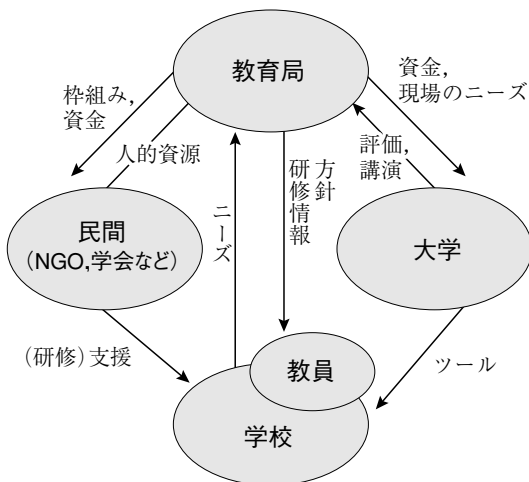 教育局
資金,
現場のニーズ
枠組み,
資金
評価,
講演
人的資源
方針
研修情報
ニーズ
民間
(NGO,学会など)
大学
(研修)支援
教員
ツール
学校